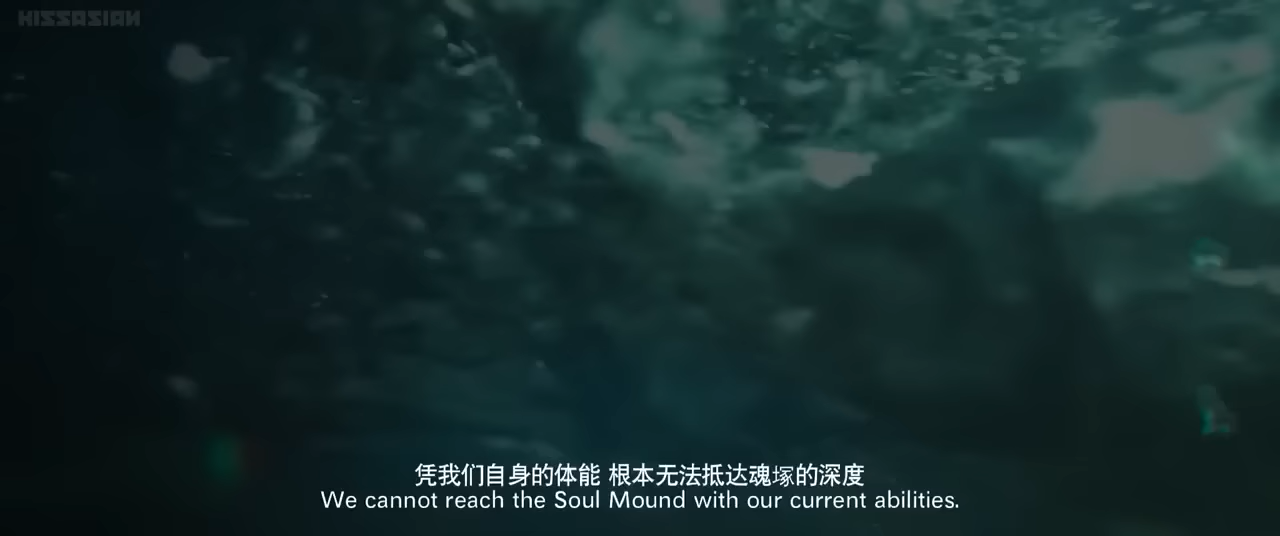 KISSASIAN
凭我们自身的体能 根本无法抵达魂塚的深度
We cannot reach the Soul Mound with our current abilities.